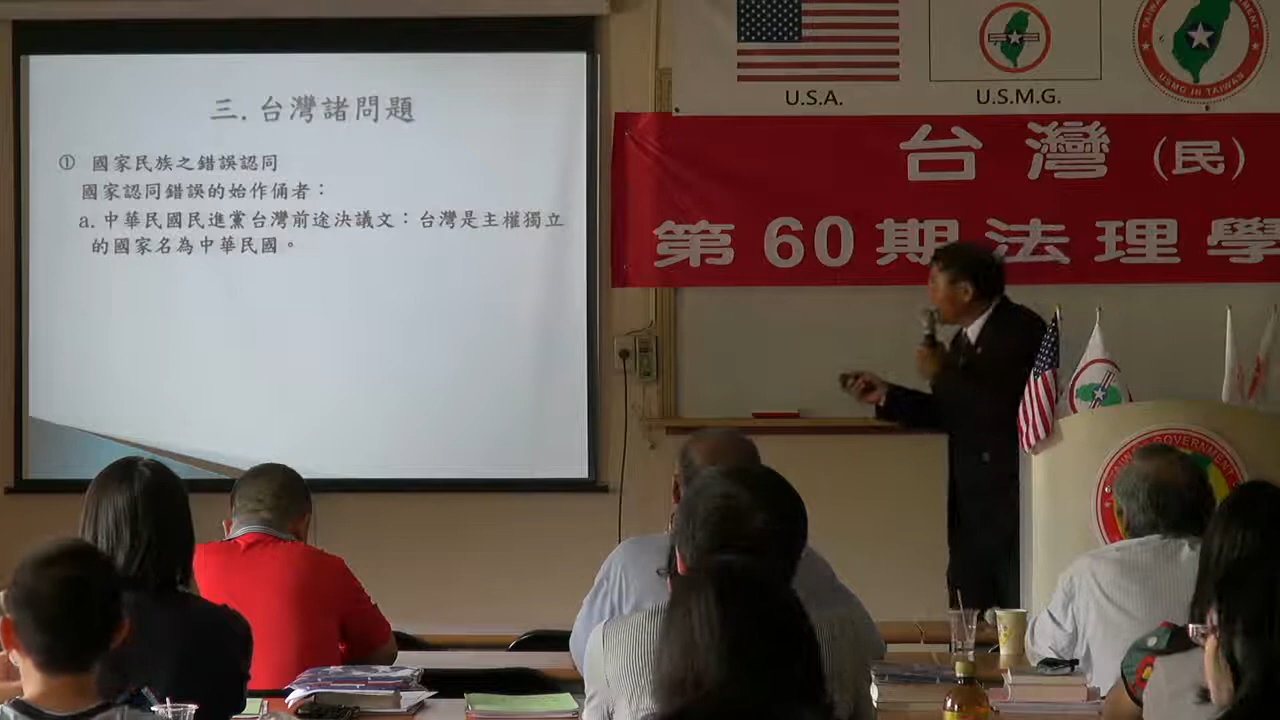 三. 台灣諸問題
① 國家民族之錯誤認同
國家認同錯誤的始作俑者：
a. 中華民國民進黨台灣前途決議文：台灣是主權獨立
的國家名為中華民國。
U.S.A.
U.S.M.G.
USMG IN TAIWAN
台灣(民)
第60期法理學